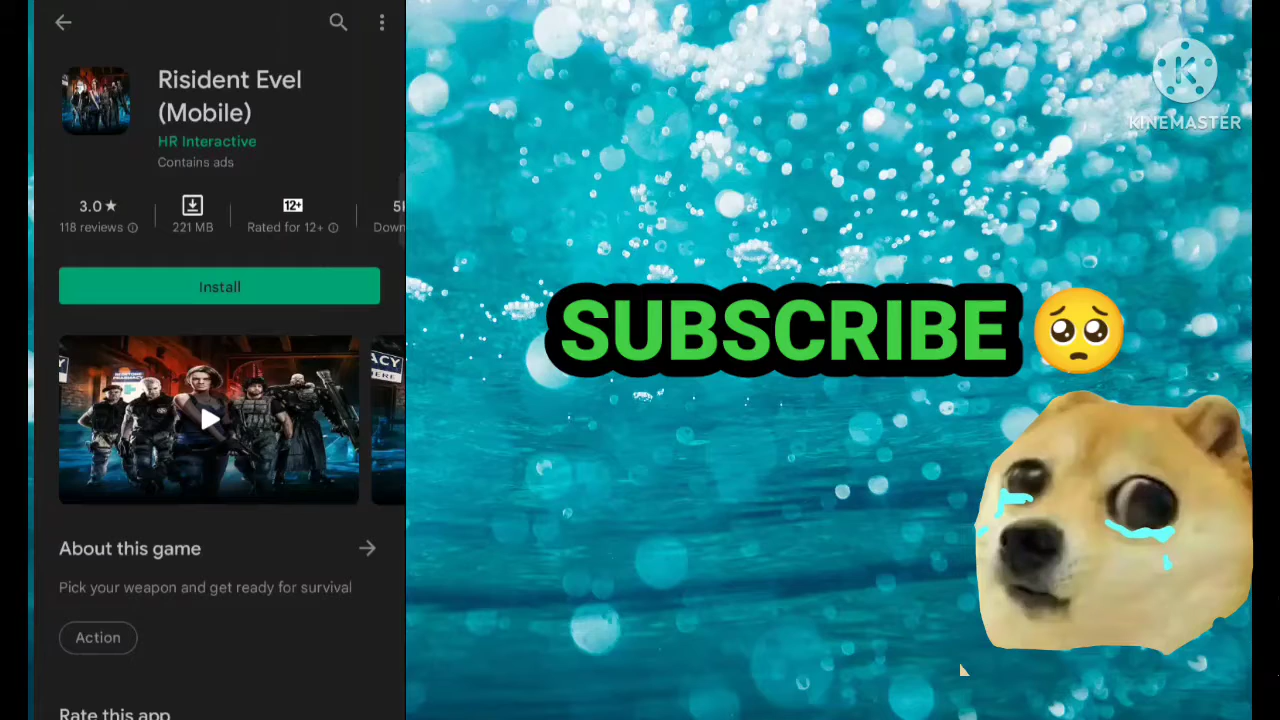 Risident Evel
(Mobile)
HR Interactive
Contains ads
3.0★
118 reviews
221 MB
12+
Rated for 12+
Install
About this game
Pick your weapon and get ready for survival
Action
Rate this app
SUBSCRIBE 🥺
KINEMASTER